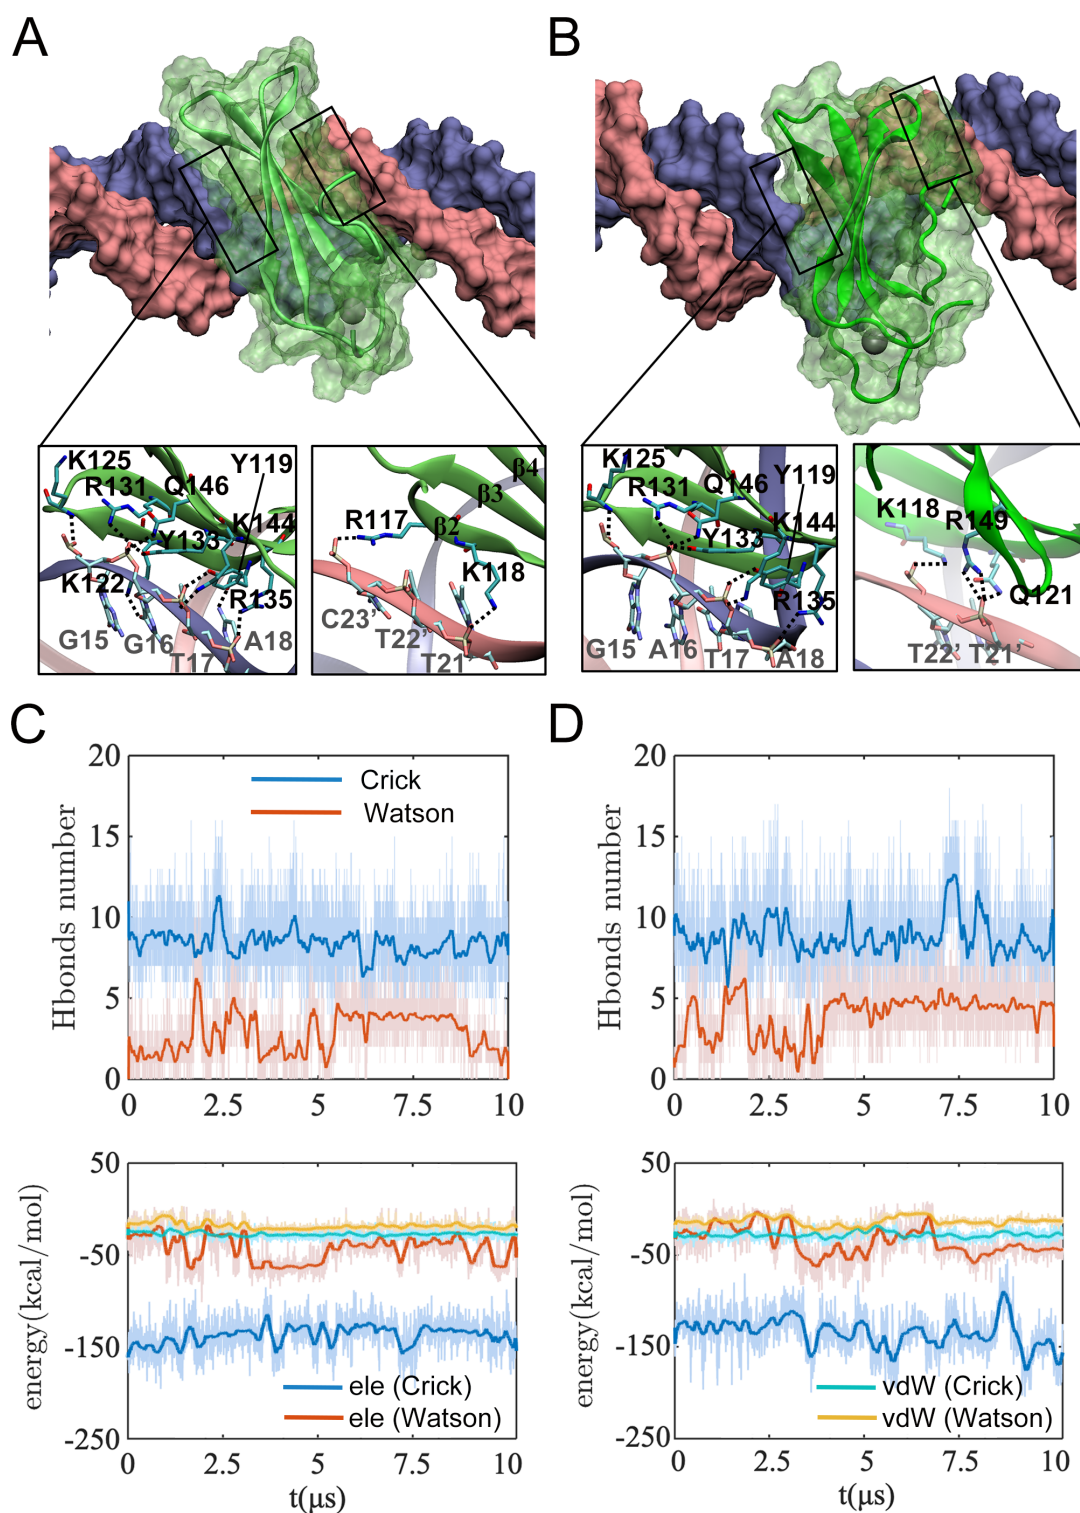 A
B
K125
R131
Q146
Y119
K144
Y133
K122
R135
G15
G16
T17
A18
β4
β3
β2
R117
K118
C23'
T22'
T21'
K125
R131
Q146
Y119
K144
Y133
R135
G15
A16
T17
A18
K118
R149
Q121
T22'
T21'
C
D
20
15
10
5
0
Hbonds number
Crick
Watson
0 2.5 5 7.5 10
20
15
10
5
0
Hbonds number
0 2.5 5 7.5 10
50
-50
-150
-250
energy(kcal/mol)
ele (Crick)
ele (Watson)
0 2.5 5 7.5 10
t(μs)
50
-50
-150
-250
energy(kcal/mol)
vdW (Crick)
vdW (Watson)
0 2.5 5 7.5 10
t(μs)